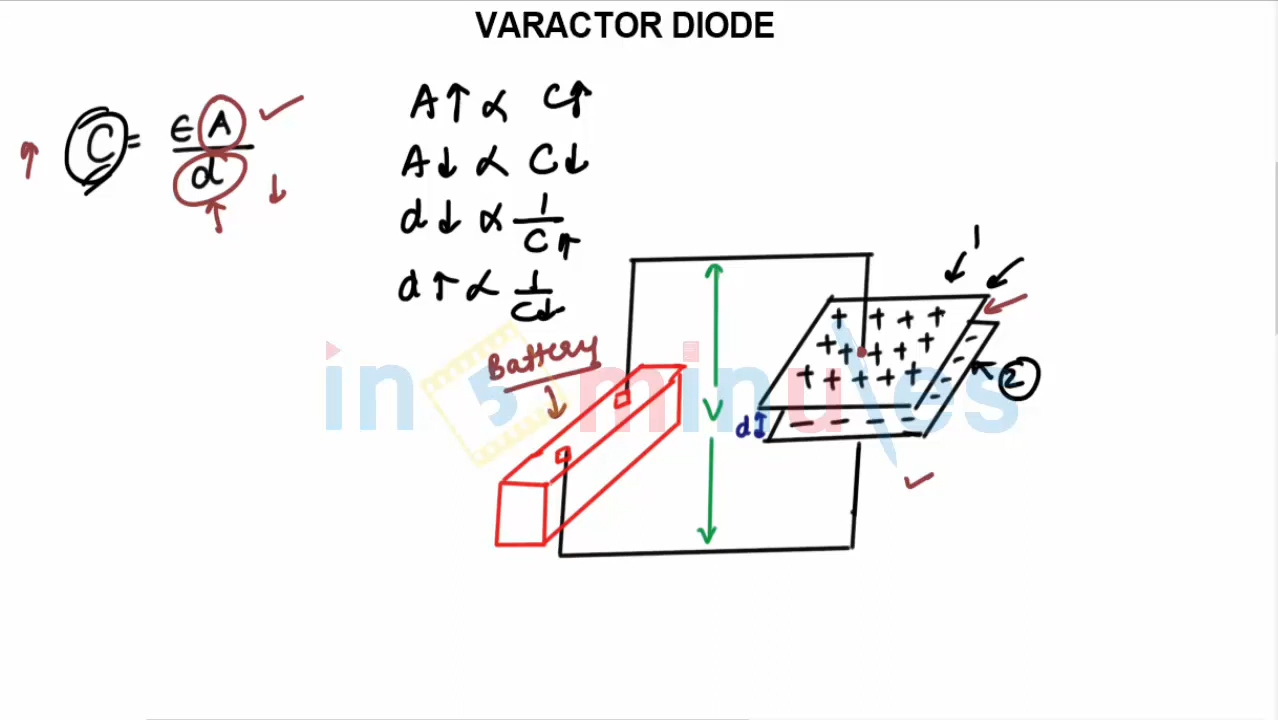 VARACTOR DIODE
↑ C = ϵA/d ✓ ↑ ↓
A↑ ∝ C↑
A↓ ∝ C↓
d↓ ∝ 1/C↑
d↑ ∝ 1/C↓
1
Battery
in 5 minutes
+ + + +
+ + + + + +
+ + + + +
2
d
- - - -